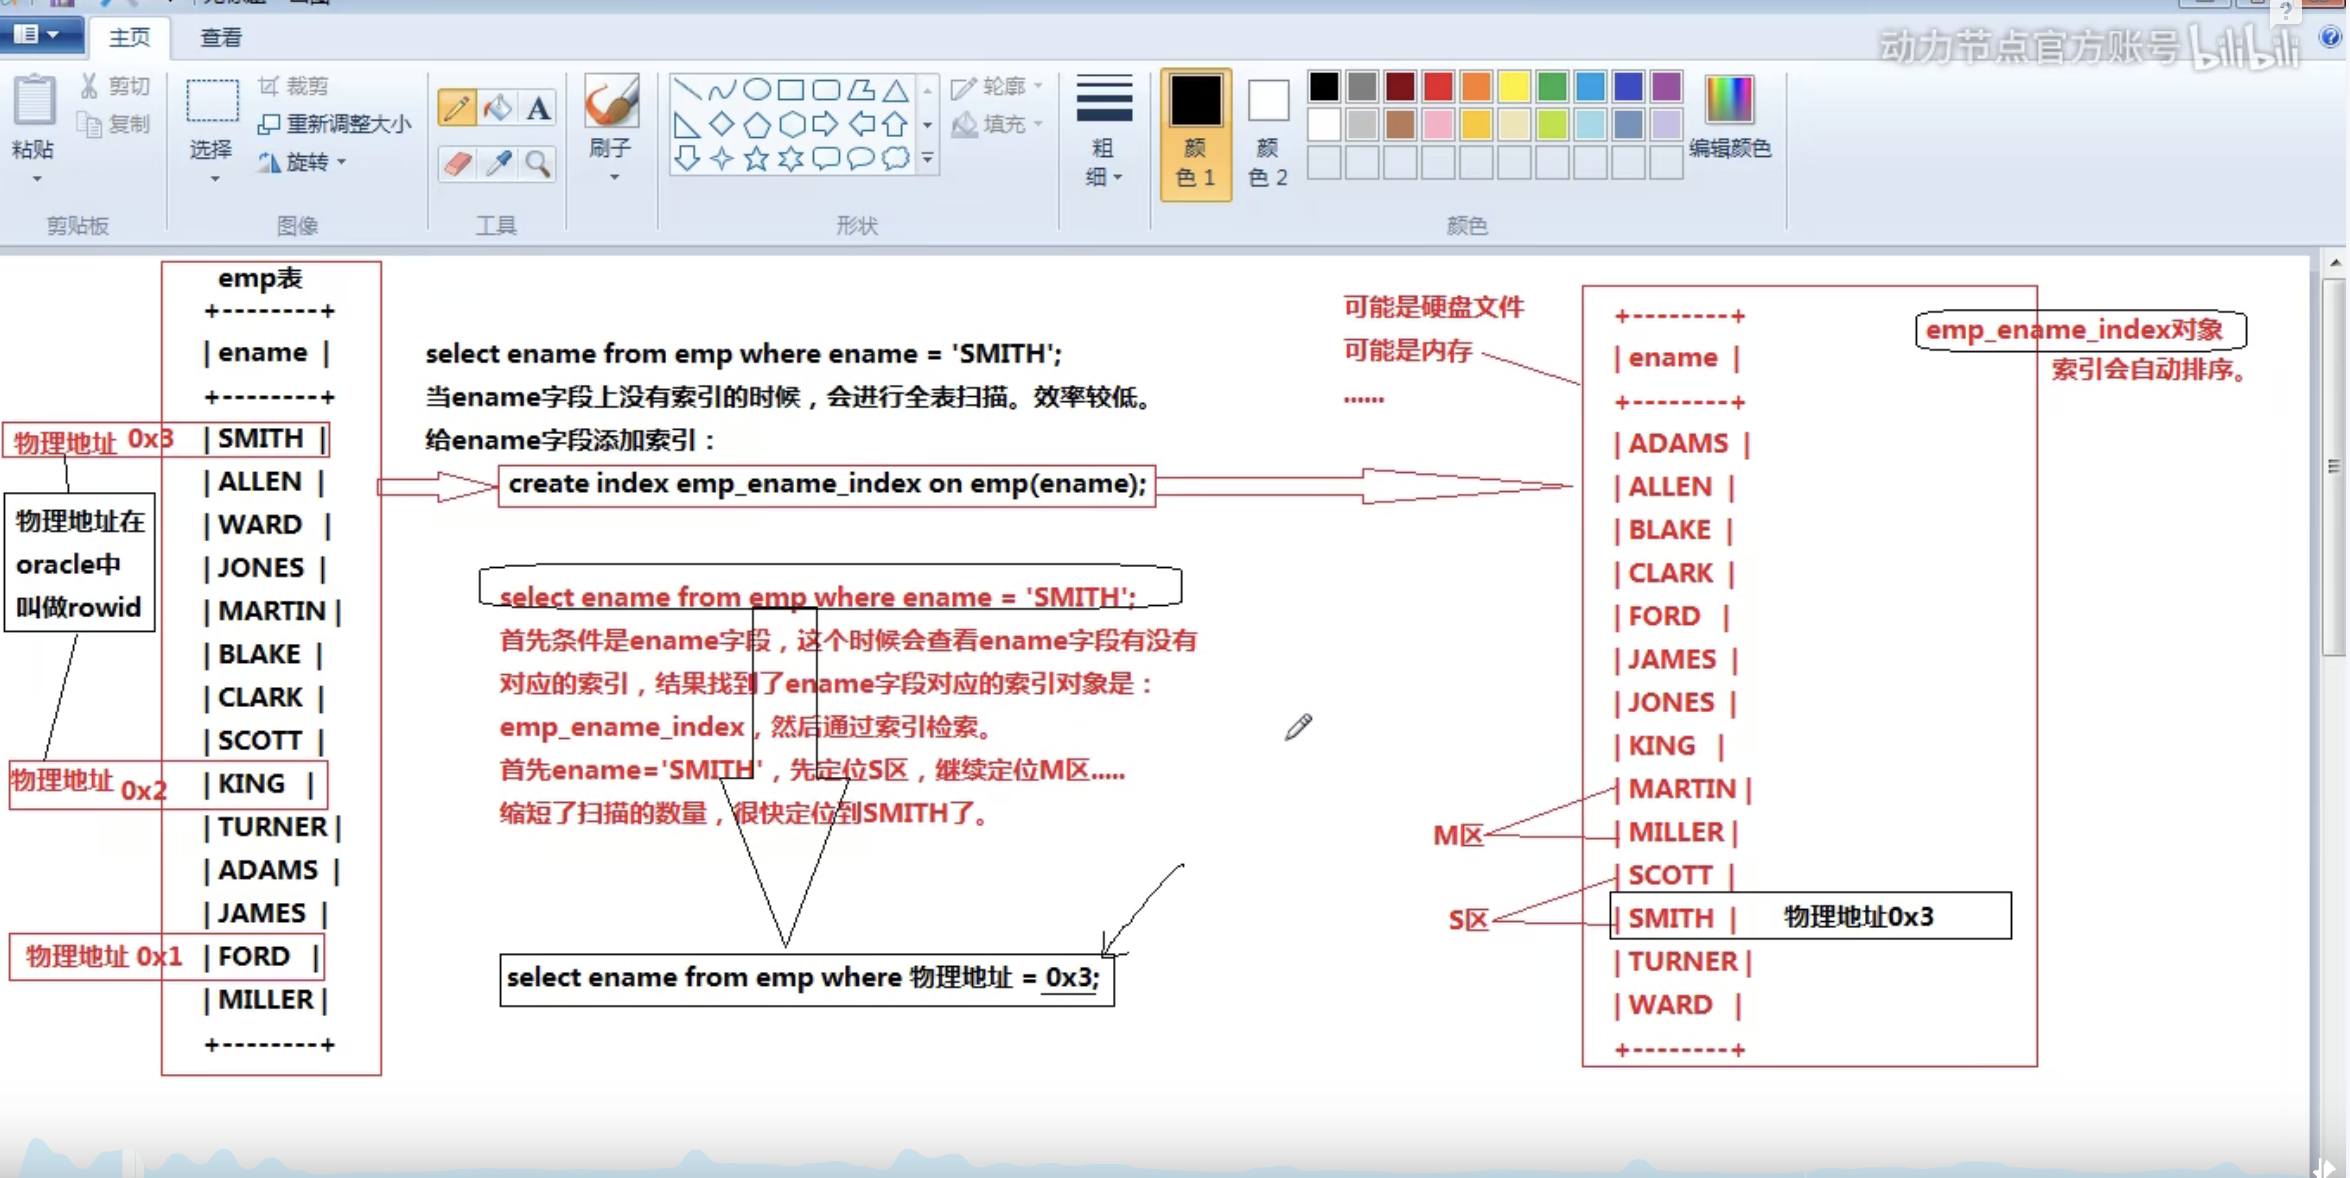 主页
查看
动力节点官方账号 bilibili
粘贴
剪切
复制
剪贴板
选择
裁剪
重新调整大小
旋转
图像
A
工具
刷子
形状
轮廓
填充
粗
细
颜
色 1
颜
色 2
编辑颜色
颜色
emp表
+--------+
| ename |
+--------+
| SMITH |
| ALLEN |
| WARD |
| JONES |
| MARTIN |
| BLAKE |
| CLARK |
| SCOTT |
| KING |
| TURNER |
| ADAMS |
| JAMES |
| FORD |
| MILLER |
+--------+
物理地址 0x3
物理地址在
oracle中
叫做rowid
物理地址 0x2
物理地址 0x1
select ename from emp where ename = 'SMITH';
当ename字段上没有索引的时候，会进行全表扫描。效率较低。
给ename字段添加索引：
create index emp_ename_index on emp(ename);
select ename from emp where ename = 'SMITH';
首先条件是ename字段，这个时候会查看ename字段有没有
对应的索引，结果找到了ename字段对应的索引对象是：
emp_ename_index，然后通过索引检索。
首先ename='SMITH'，先定位S区，继续定位M区.....
缩短了扫描的数量，很快定位到SMITH了。
select ename from emp where 物理地址 = 0x3;
可能是硬盘文件
可能是内存
......
+--------+
| ename |
+--------+
| ADAMS |
| ALLEN |
| BLAKE |
| CLARK |
| FORD |
| JAMES |
| JONES |
| KING |
| MARTIN |
| MILLER |
| SCOTT |
| SMITH | 物理地址0x3
| TURNER |
| WARD |
+--------+
M区
S区
emp_ename_index对象
索引会自动排序。